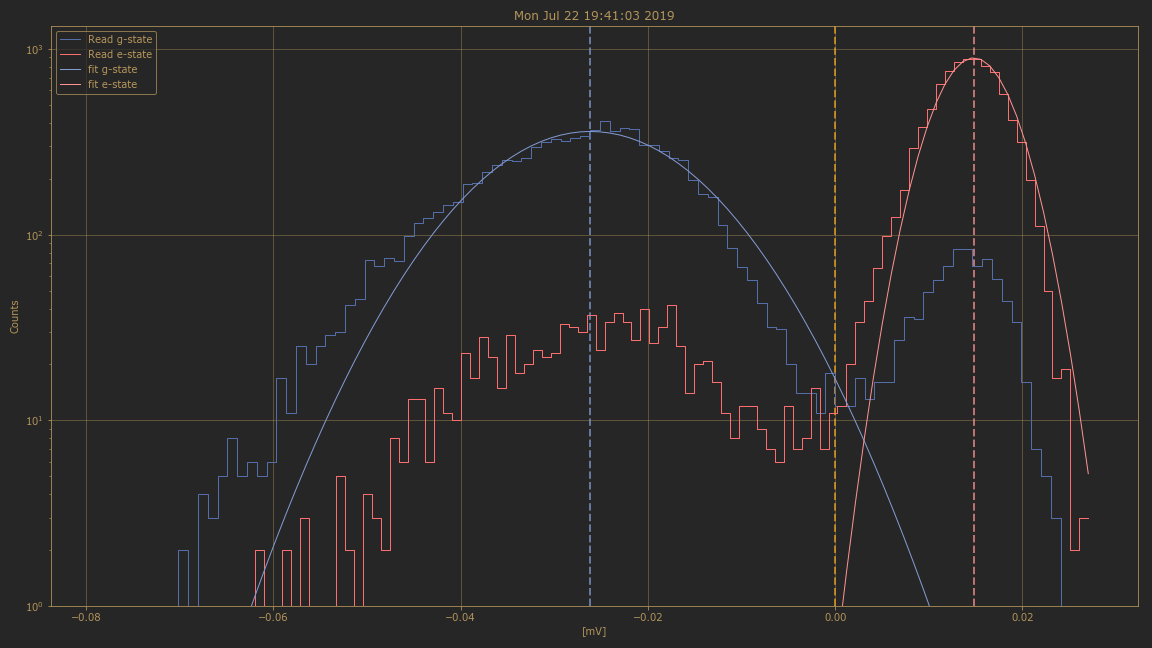 Mon Jul 22 19:41:03 2019
Read g-state
Read e-state
fit g-state
fit e-state
Counts
10³
10²
10¹
10⁰
−0.08 −0.06 −0.04 −0.02 0.00 0.02
[mV]